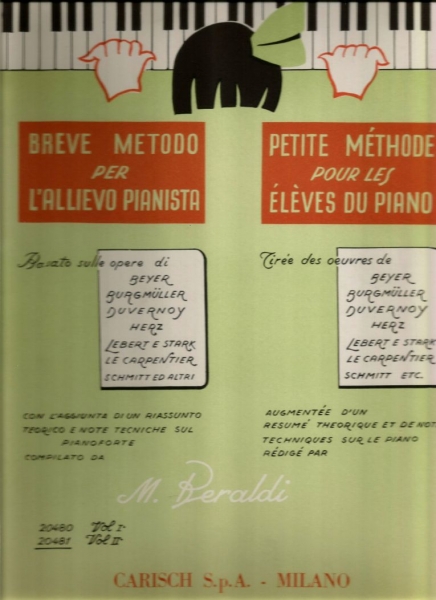 BREVE METODO
PER
L'ALLIEVO PIANISTA
Basato sulle opere di
BEYER
BURGMÜLLER
DUVERNOY
HERZ
LEBERT E STARK
LE CARPENTIER
SCHMITT ED ALTRI
CON L'AGGIUNTA DI UN RIASSUNTO
TEORICO E NOTE TECNICHE SUL
PIANOFORTE
COMPILATO DA
PETITE MÉTHODE
POUR LES
ÉLÈVES DU PIANO
Tirée des oeuvres de
BEYER
BURGMÜLLER
DUVERNOY
HERZ
LEBERT E STARK
LE CARPENTIER
SCHMITT ETC.
AUGMENTÉE D'UN
RESUMÉ THEORIQUE ET DE NOT
TECHNIQUES SUR LE PIANO
RÉDIGÉ PAR
M. Beraldi
20480 Vol I
20481 Vol II
CARISCH S.p.A. - MILANO